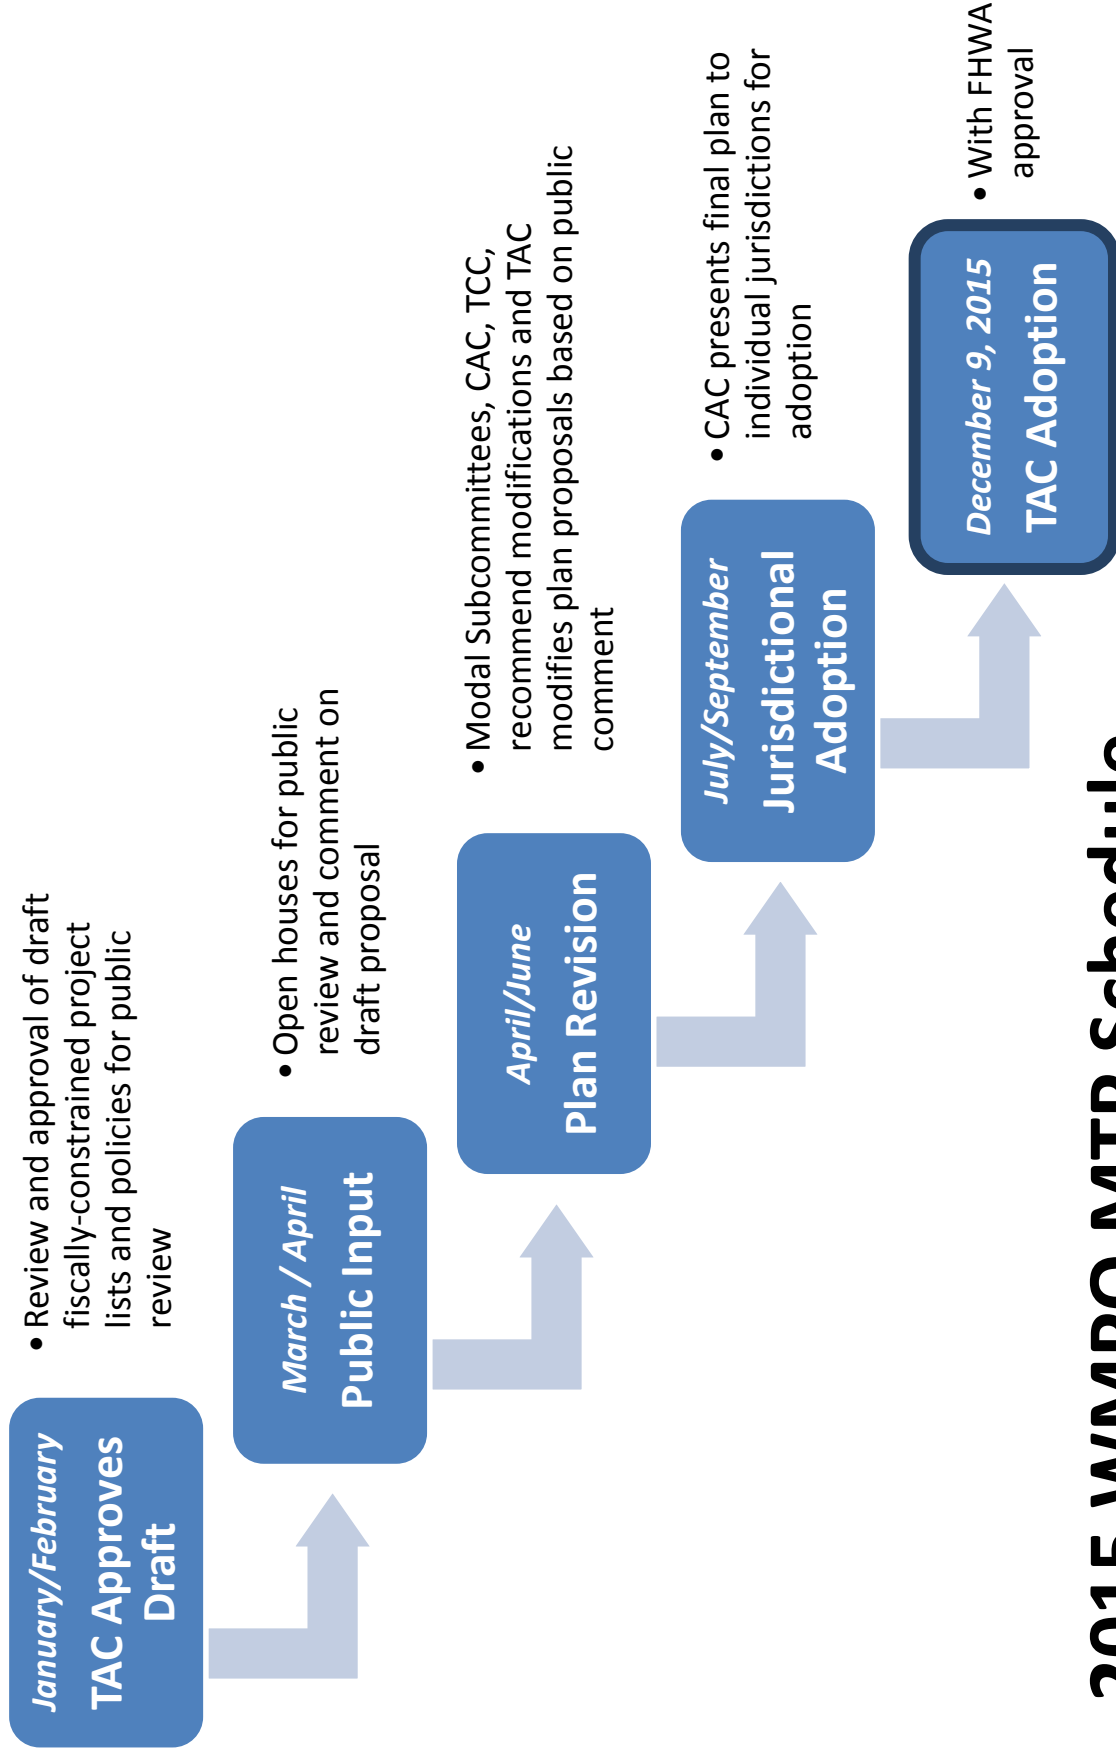 January/February
TAC Approves
Draft
• Review and approval of draft
fiscally-constrained project
lists and policies for public
review
March / April
Public Input
• Open houses for public
review and comment on
draft proposal
April/June
Plan Revision
• Modal Subcommittees, CAC, TCC,
recommend modifications and TAC
modifies plan proposals based on public
comment
July/September
Jurisdictional
Adoption
• CAC presents final plan to
individual jurisdictions for
adoption
December 9, 2015
TAC Adoption
• With FHWA
approval
2015 WMPO MTP Schedule